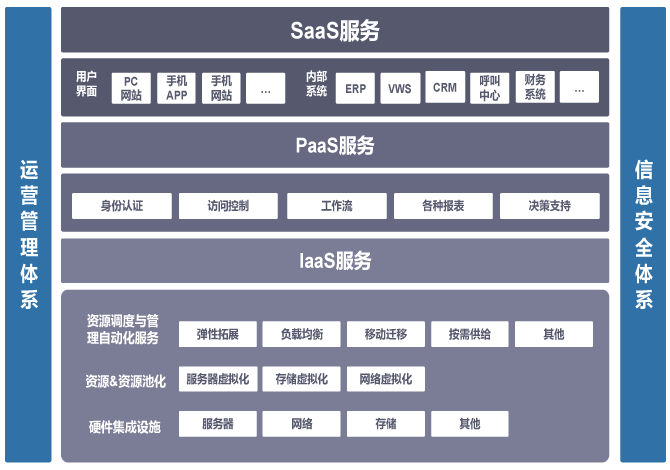 SaaS服务
用户
界面
PC
网站
手机
APP
手机
网站
...
内部
系统
ERP
VWS
CRM
呼叫
中心
财务
系统
...
PaaS服务
身份认证
访问控制
工作流
各种报表
决策支持
IaaS服务
资源调度与管
理自动化服务
弹性拓展
负载均衡
移动迁移
按需供给
其他
资源&资源池化
服务器虚拟化
存储虚拟化
网络虚拟化
硬件集成设施
服务器
网络
存储
其他
运营管理体系
信息安全体系